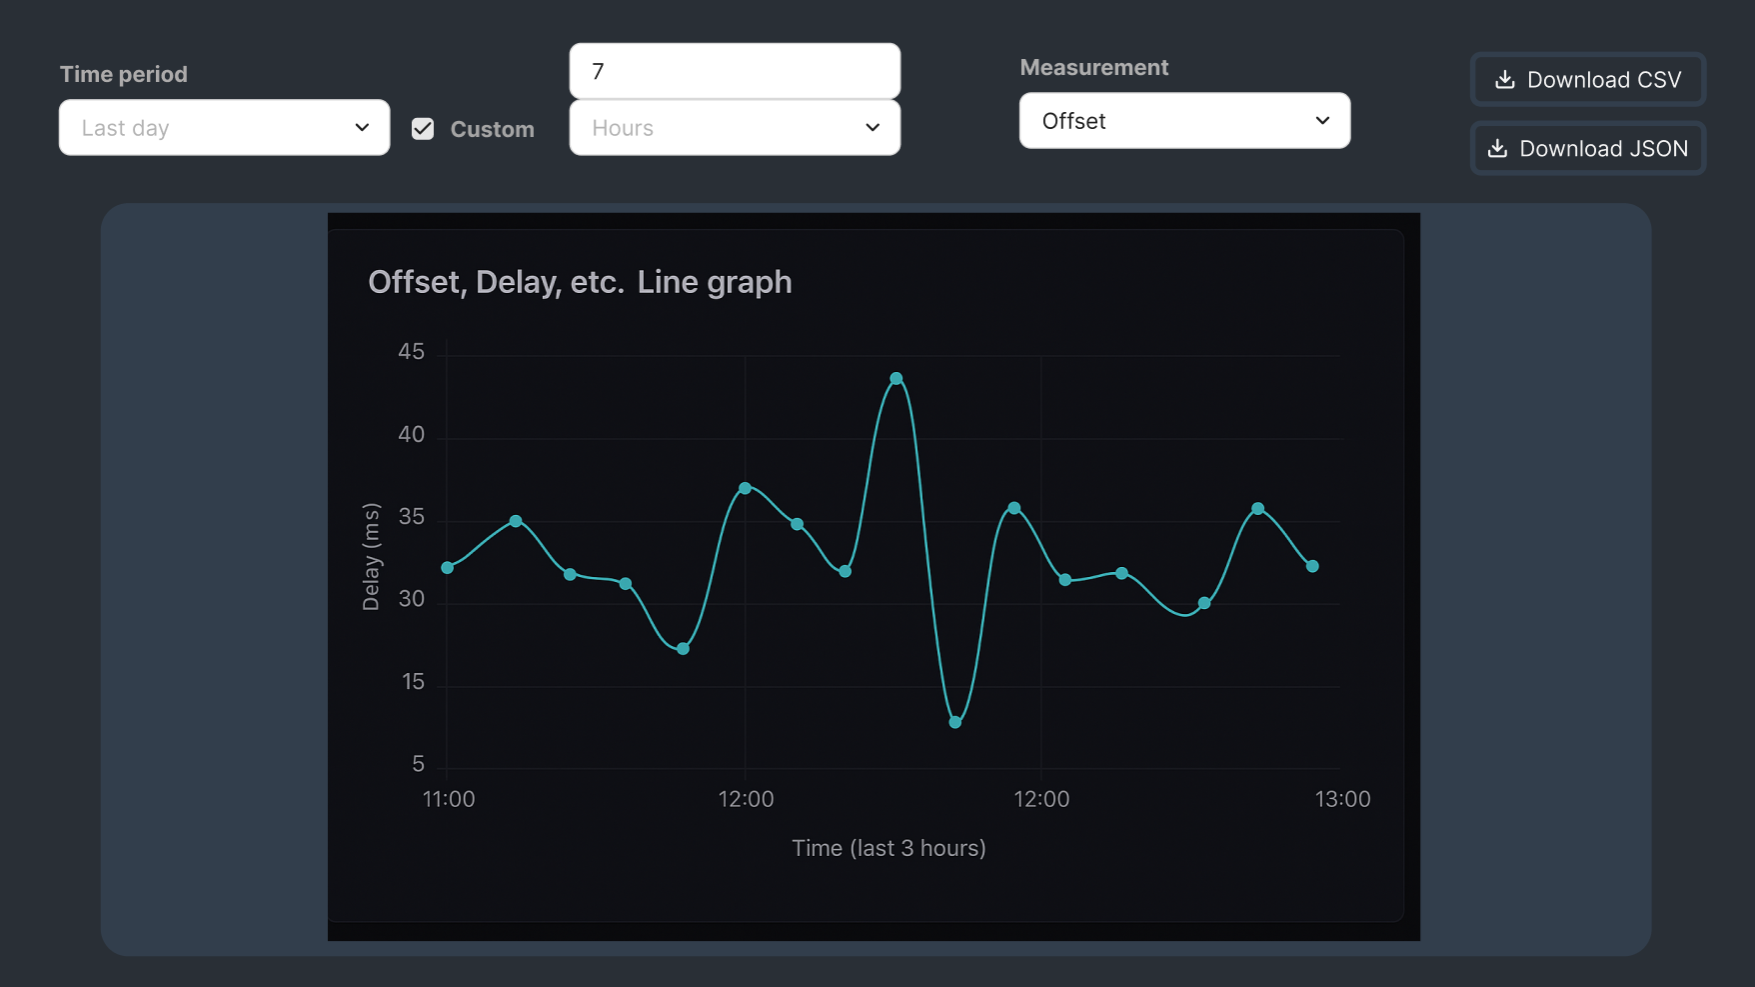 Time period
Last day
Custom
7
Hours
Measurement
Offset
Download CSV
Download JSON
Offset, Delay, etc. Line graph
45
40
35
30
15
5
Delay (ms)
11:00 12:00 12:00 13:00
Time (last 3 hours)